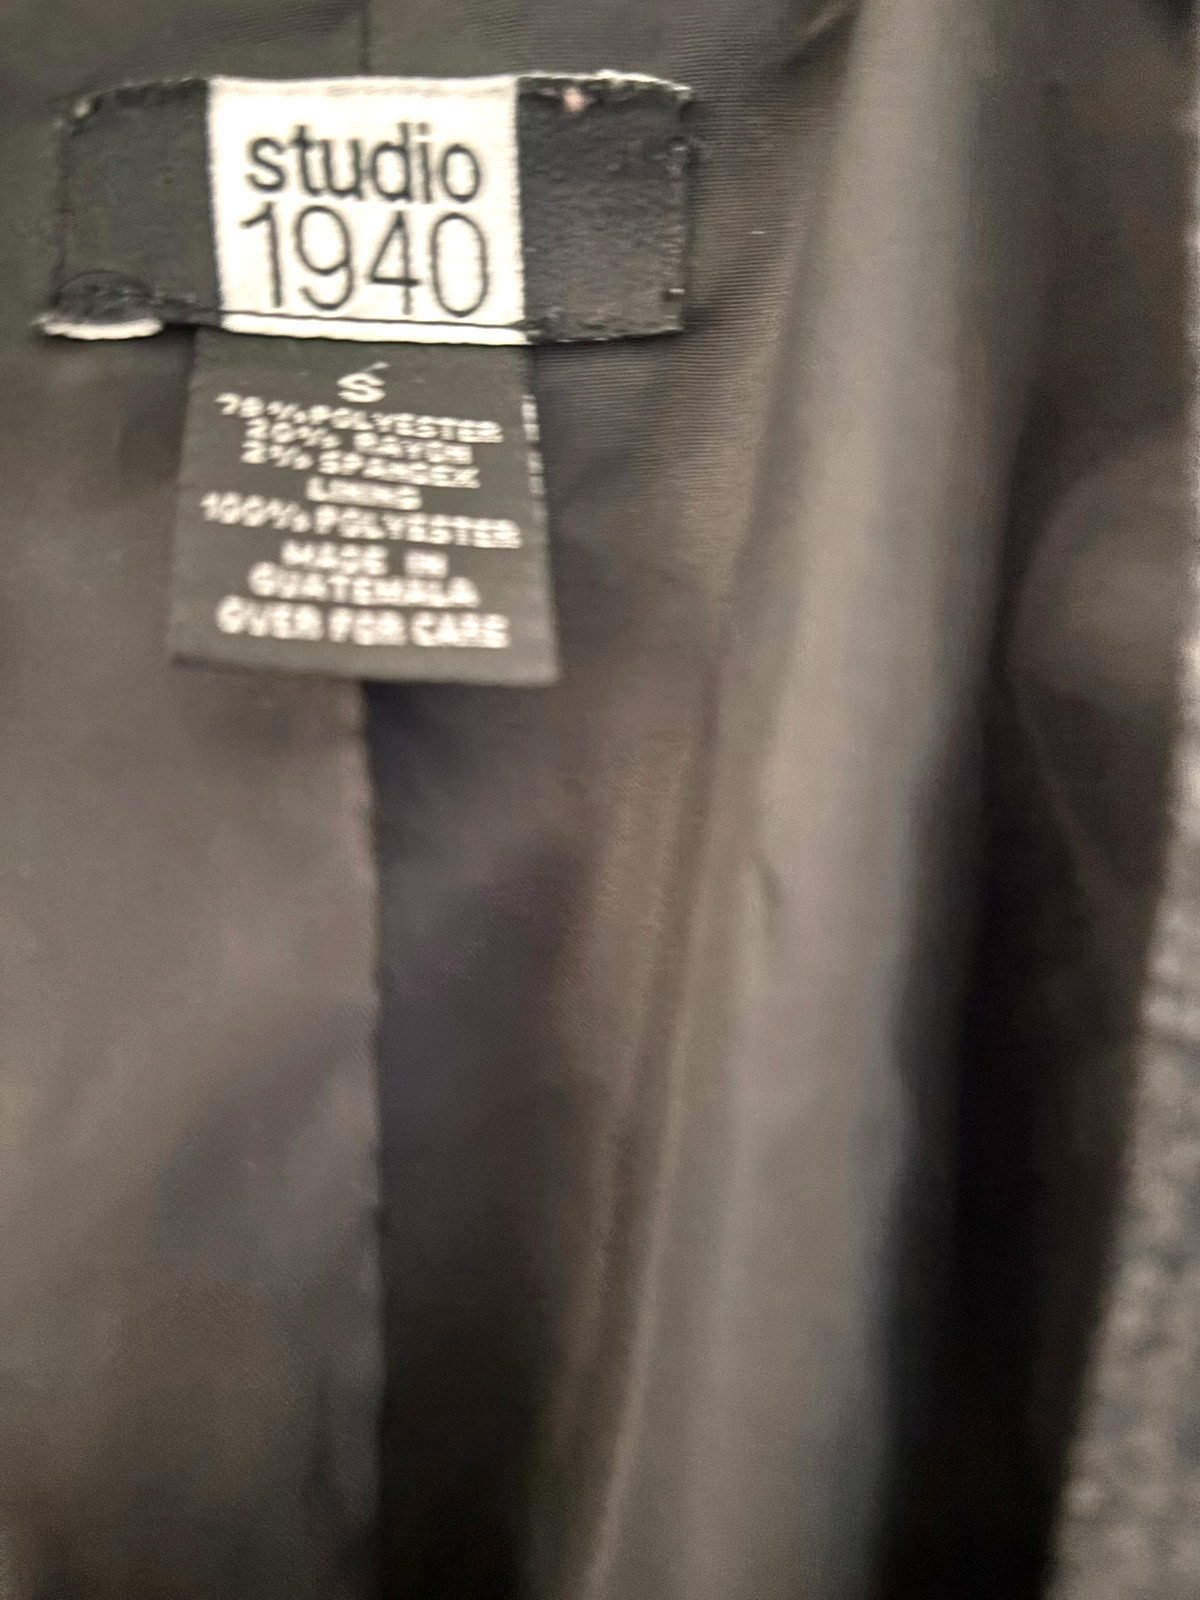 studio
1940
S
78% POLYESTER
20% RAYON
2% SPANDEX
LINING
100% POLYESTER
MADE IN
GUATEMALA
OVER FOR CARE